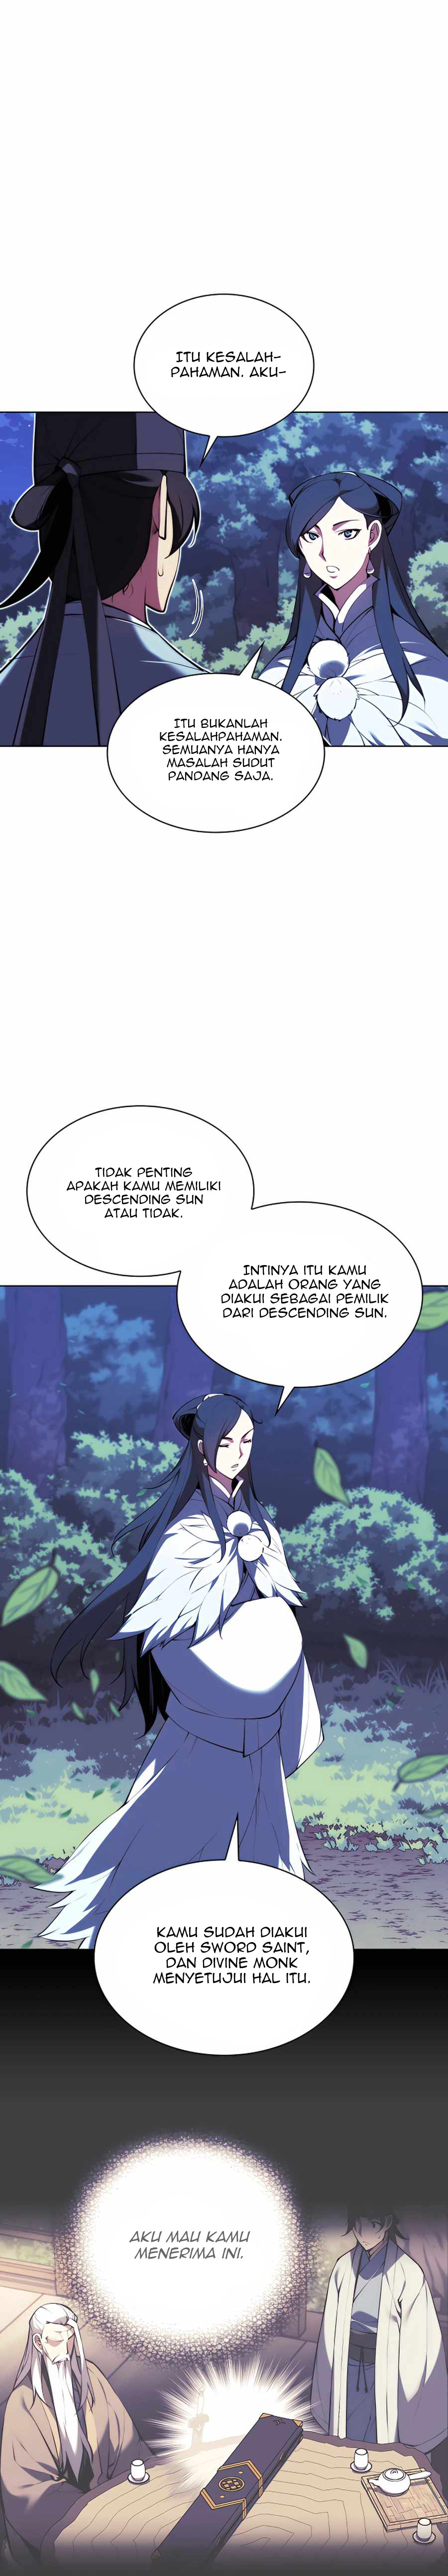 ITU KESALAH-
PAHAMAN. AKU-
ITU BUKANLAH
KESALAHPAHAMAN.
SEMUANYA HANYA
MASALAH SUDUT
PANDANG SAJA.
TIDAK PENTING
APAKAH KAMU MEMILIKI
DESCENDING SUN
ATAU TIDAK.
INTINYA ITU KAMU
ADALAH ORANG YANG
DIAKUI SEBAGAI PEMILIK
DARI DESCENDING SUN.
KAMU SUDAH DIAKUI
OLEH SWORD SAINT,
DAN DIVINE MONK
MENYETUJUI HAL ITU.
AKU MAU KAMU
MENERIMA INI.